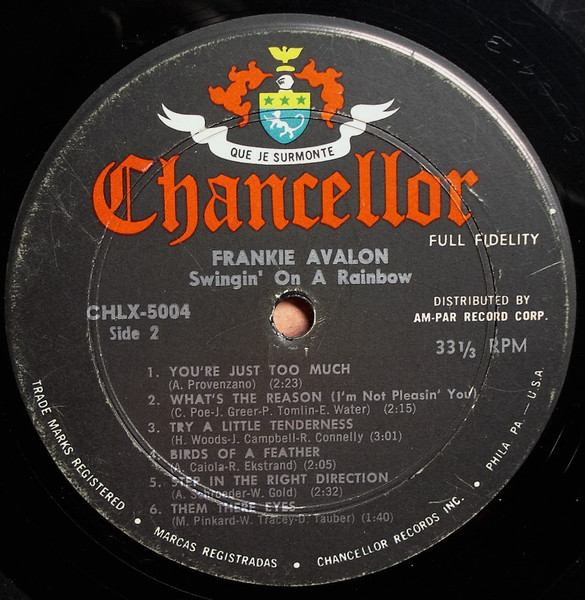 QUE JE SURMONTE
Chancellor
FULL FIDELITY
FRANKIE AVALON
Swingin' On A Rainbow
CHLX-5004
Side 2
DISTRIBUTED BY
AM-PAR RECORD CORP.
33 1/3 RPM
1. YOU'RE JUST TOO MUCH
(A. Provenzano) (2:23)
2. WHAT'S THE REASON (I'm Not Pleasin' You)
(C. Poe-J. Greer-P. Tomlin-E. Water) (2:15)
3. TRY A LITTLE TENDERNESS
(H. Woods-J. Campbell-R. Connelly (3:01)
4. BIRDS OF A FEATHER
(A. Caiola-R. Ekstrand) (2:05)
5. STEP IN THE RIGHT DIRECTION
(A. Schroeder-W. Gold) (2:32)
6. THEM THERE EYES
(M. Pinkard-W. Tracey-D. Tauber) (1:40)
TRADE MARKS REGISTERED • MARCAS REGISTRADAS • CHANCELLOR RECORDS INC. • PHILA PA — U.S.A.